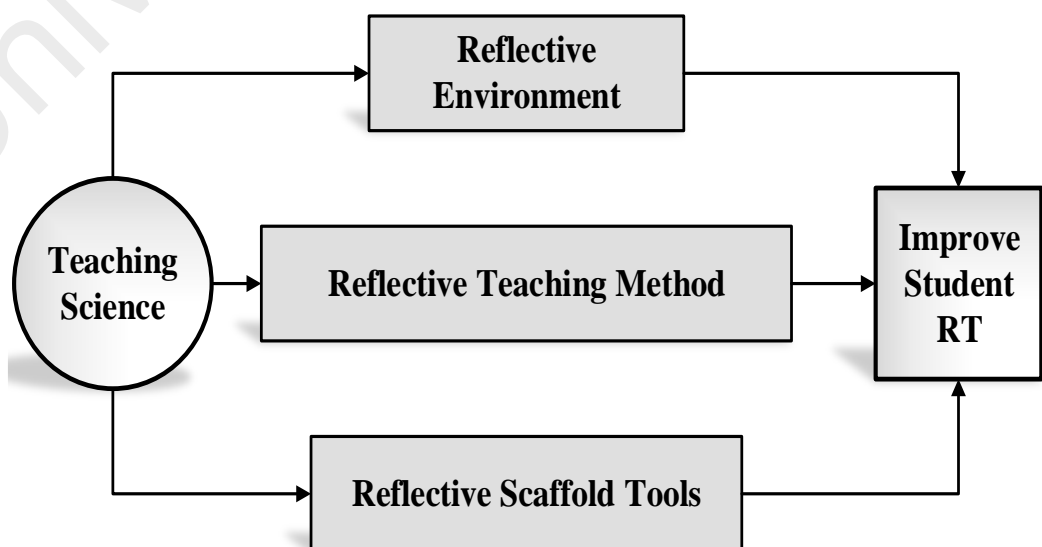 Reflective
Environment
Teaching
Science
Reflective Teaching Method
Improve
Student
RT
Reflective Scaffold Tools